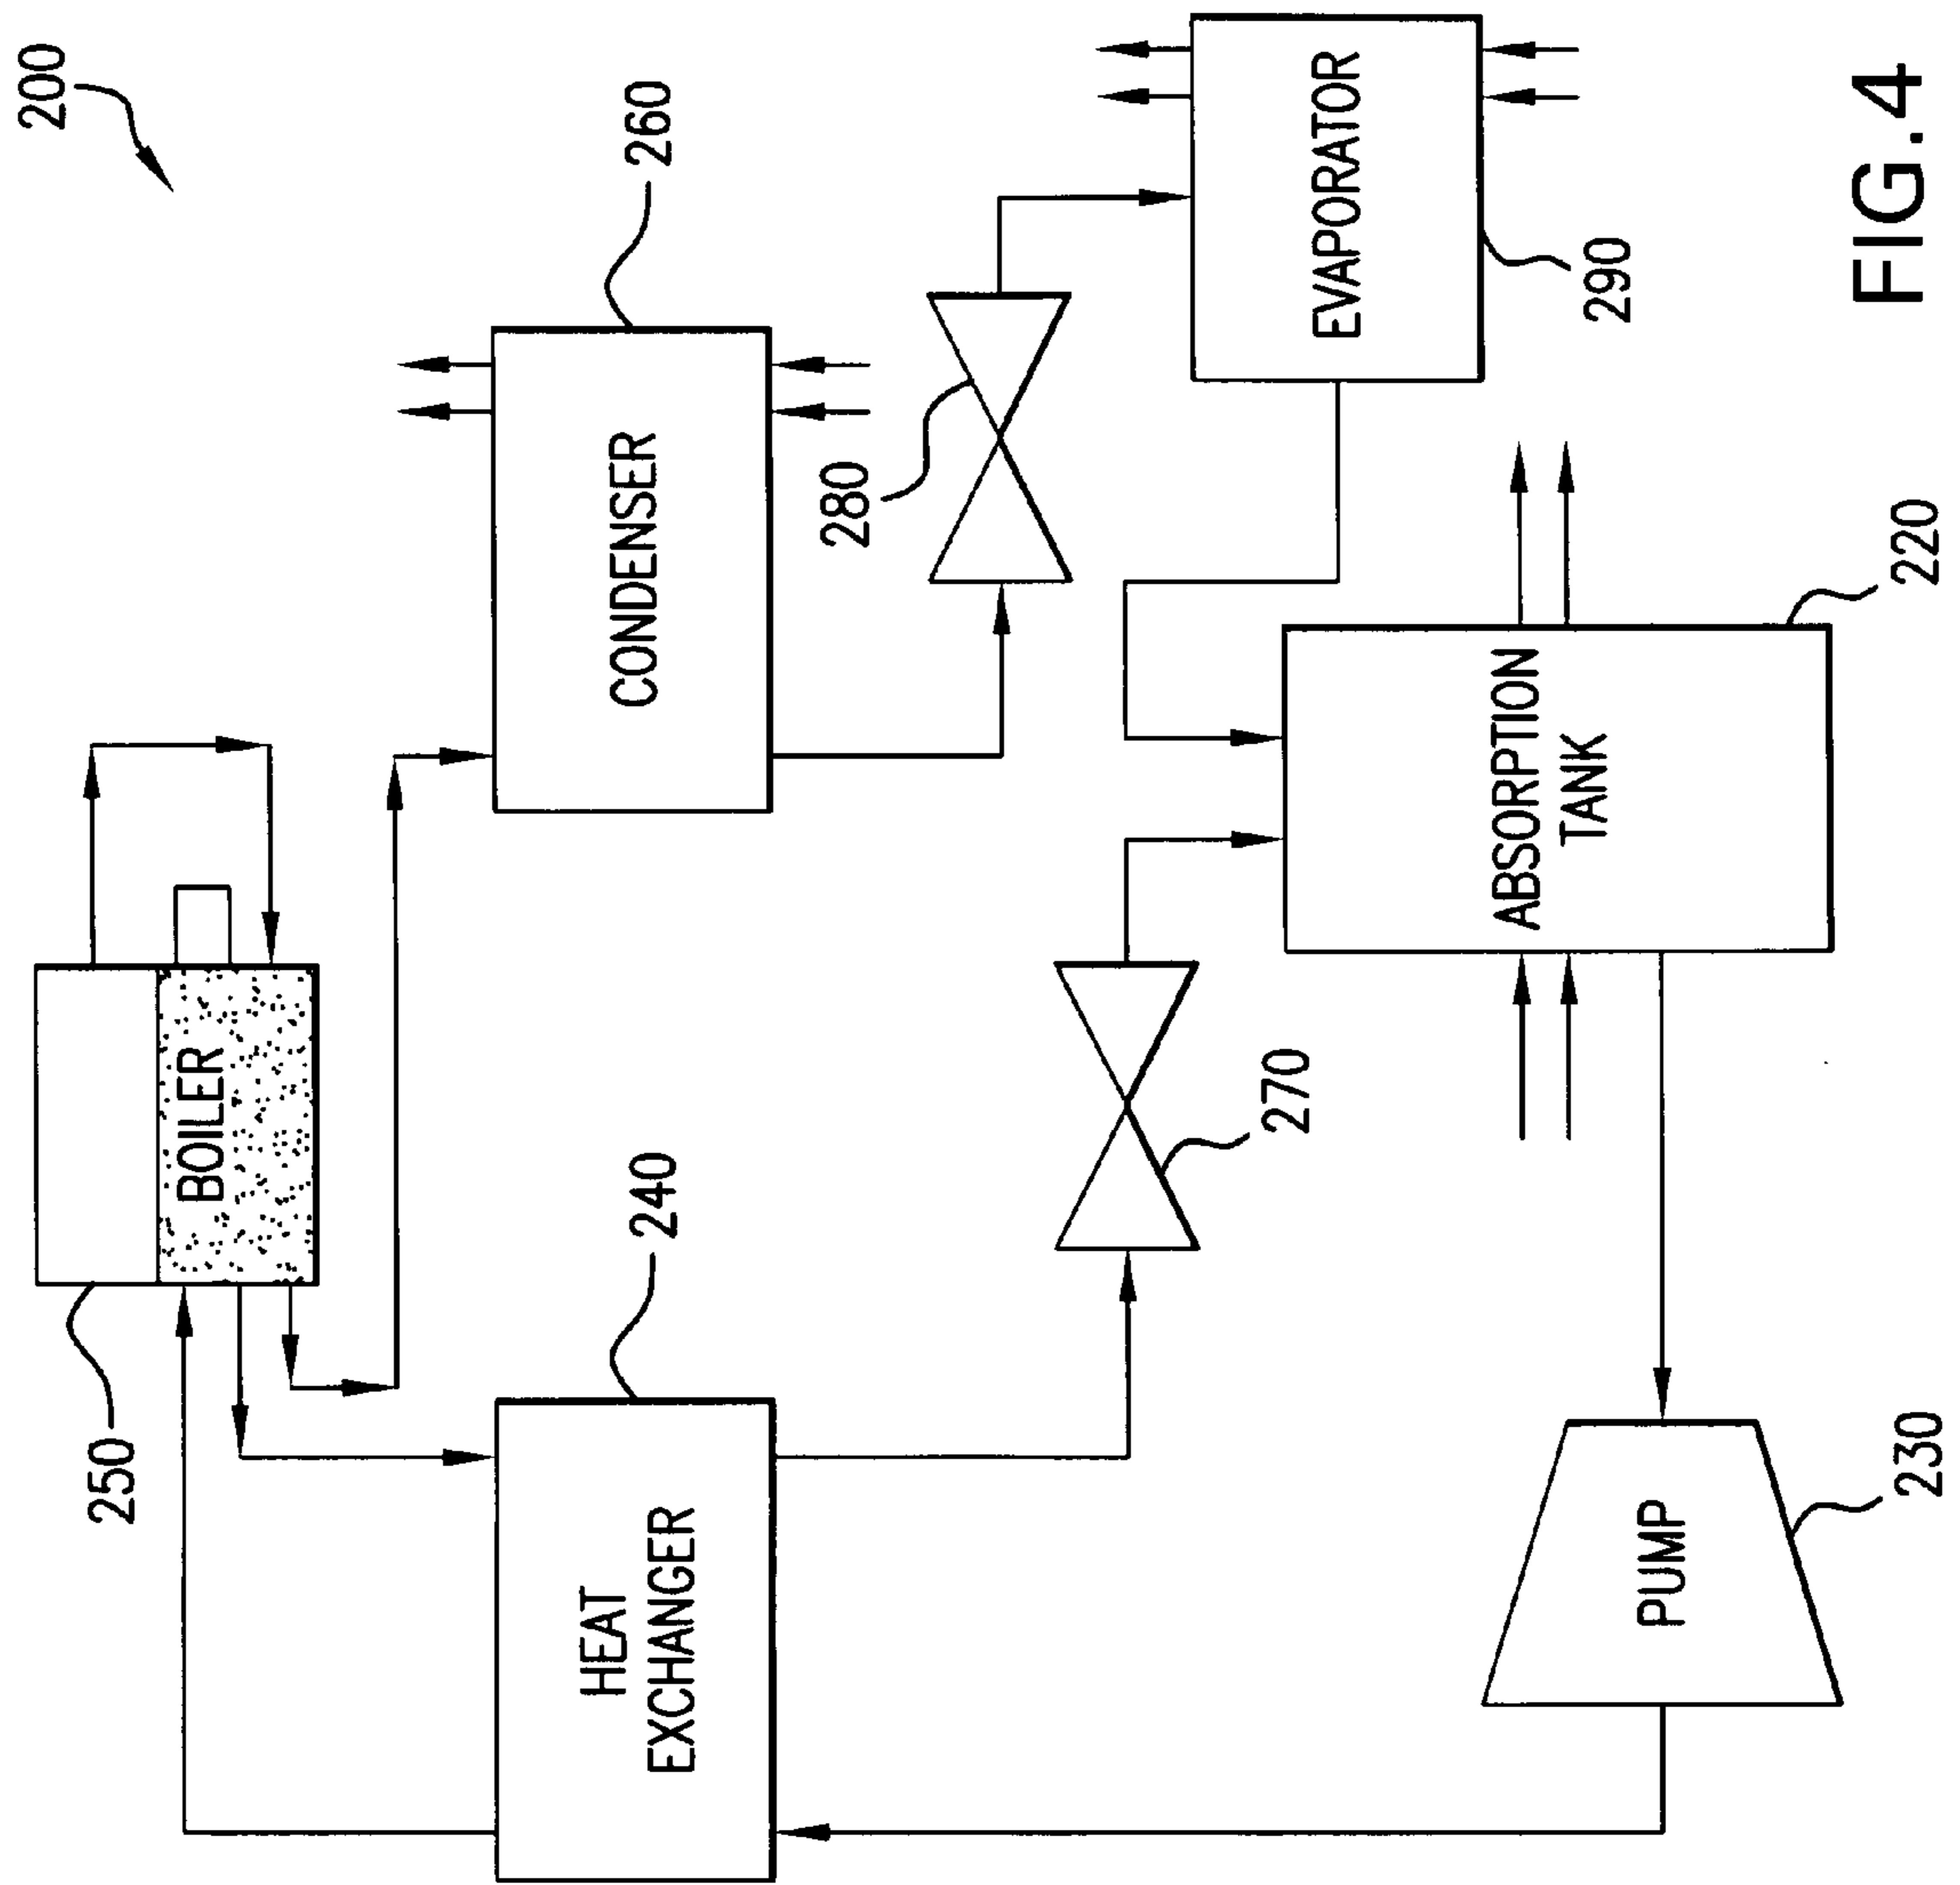 200
250
BOILER
260
CONDENSER
240
HEAT
EXCHANGER
280
270
EVAPORATOR
290
ABSORPTION
TANK
220
PUMP
230
FIG.4